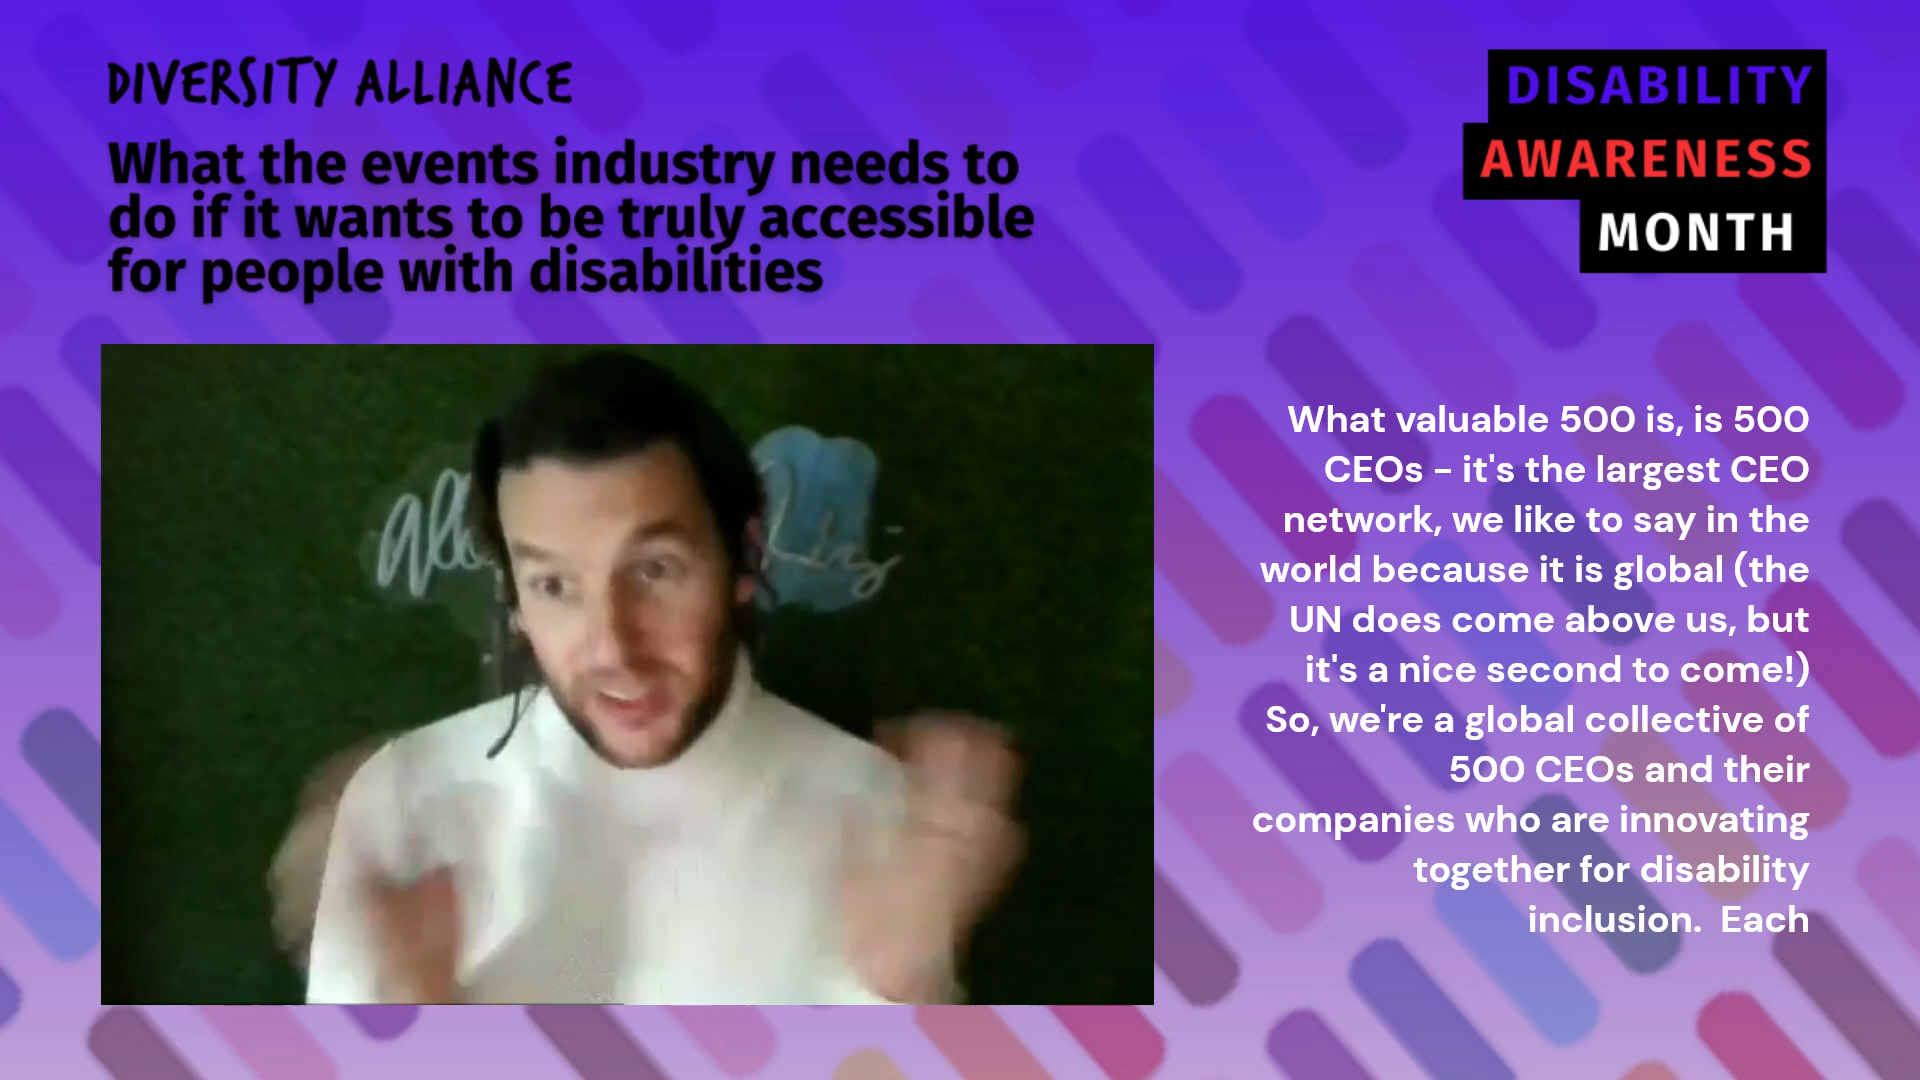 DIVERSITY ALLIANCE
What the events industry needs to
do if it wants to be truly accessible
for people with disabilities
DISABILITY
AWARENESS
MONTH
What valuable 500 is, is 500
CEOs - it's the largest CEO
network, we like to say in the
world because it is global (the
UN does come above us, but
it's a nice second to come!)
So, we're a global collective of
500 CEOs and their
companies who are innovating
together for disability
inclusion.  Each